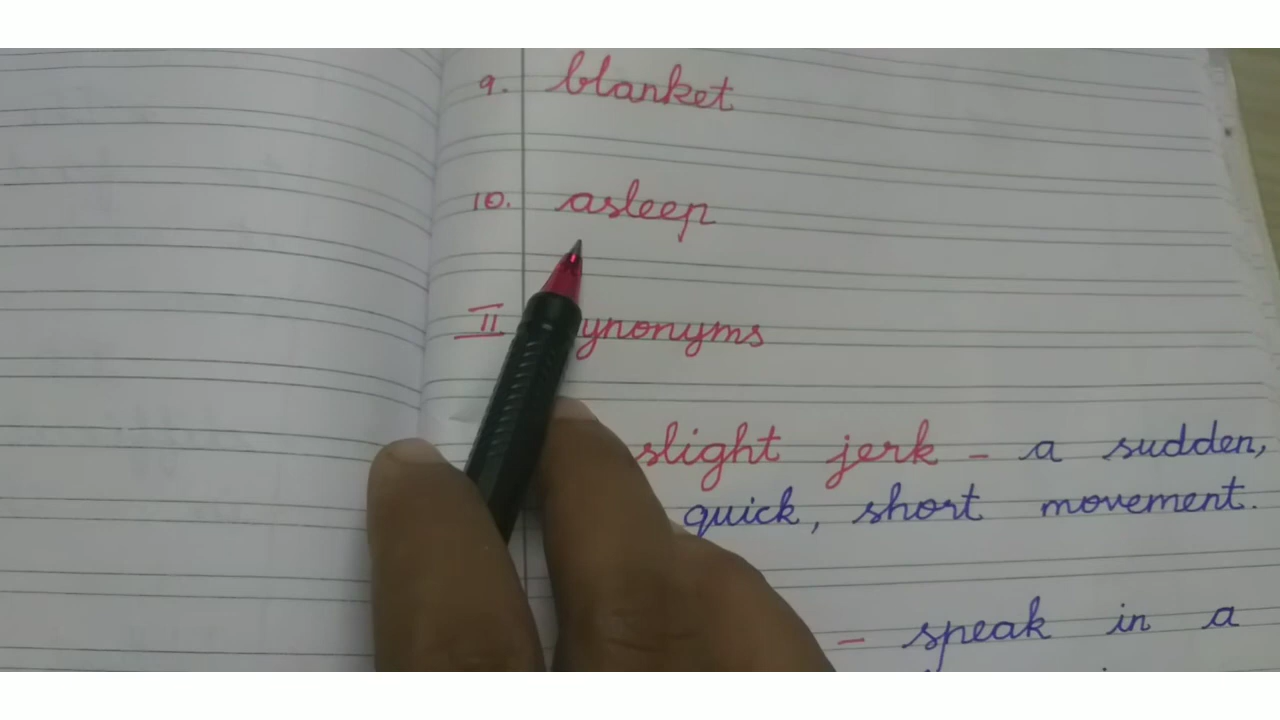 9. blanket
10. asleep
II ynonyms
slight jerk - a sudden,
quick, short movement.
- speak in a